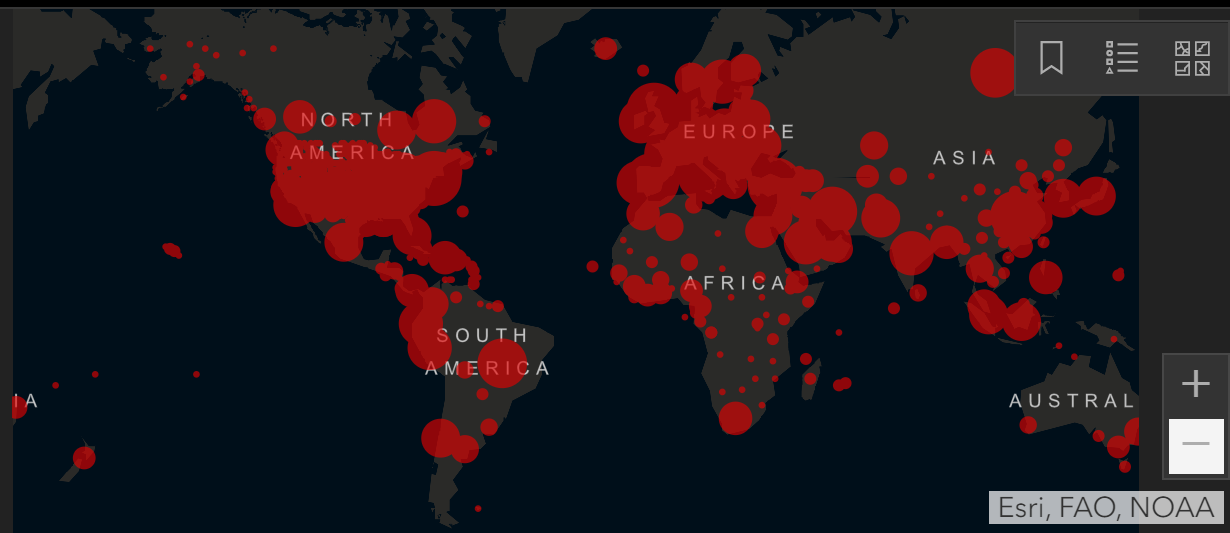 NORTH
AMERICA
EUROPE
ASIA
AFRICA
SOUTH
AMERICA
IA
AUSTRAL
Esri, FAO, NOAA